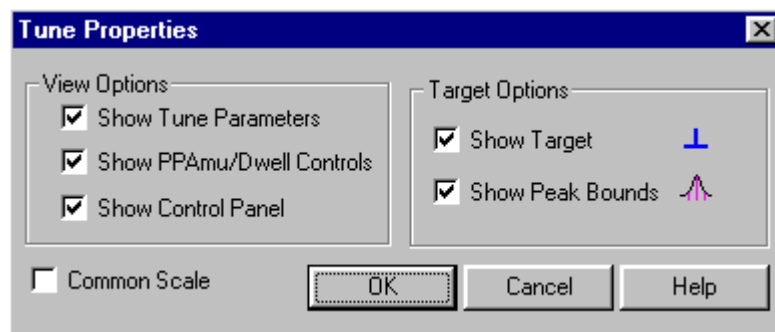 Tune Properties
View Options
Show Tune Parameters
Show PPAmu/Dwell Controls
Show Control Panel
Target Options
Show Target
Show Peak Bounds
Common Scale
OK
Cancel
Help